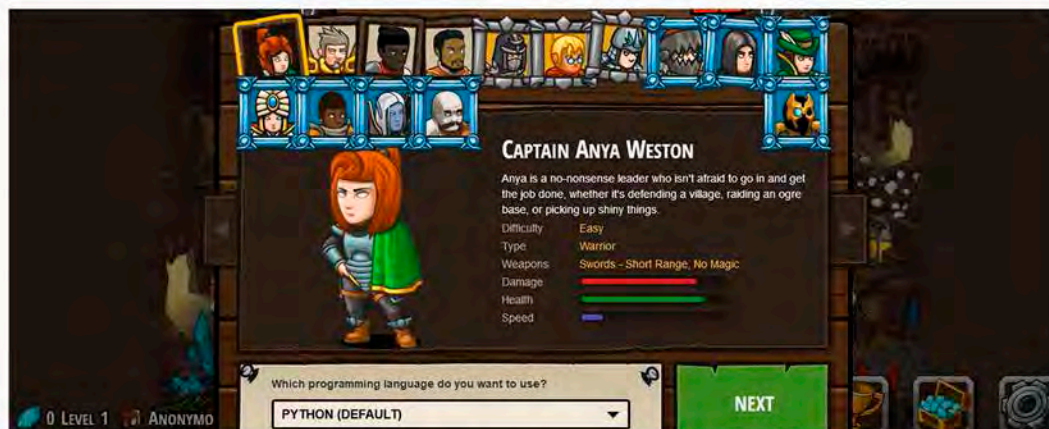 CAPTAIN ANYA WESTON
Anya is a no-nonsense leader who isn't afraid to go in and get
the job done, whether it's defending a village, raiding an ogre
base, or picking up shiny things.
Difficulty Easy
Type Warrior
Weapons Swords - Short Range, No Magic
Damage
Health
Speed
Which programming language do you want to use?
PYTHON (DEFAULT)
NEXT
0 LEVEL 1 ANONYMO